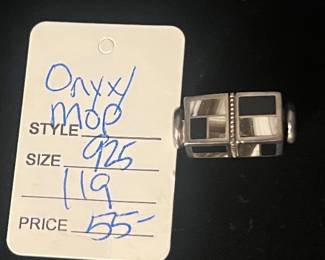 Onyx/
MOP
STYLE
SIZE 925
119
PRICE 55-